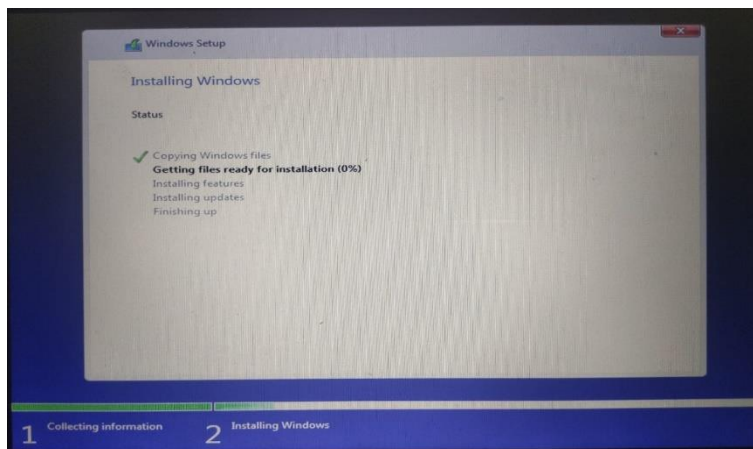 Windows Setup
Installing Windows
Status
Copying Windows files
Getting files ready for installation (0%)
Installing features
Installing updates
Finishing up
1 Collecting information
2 Installing Windows